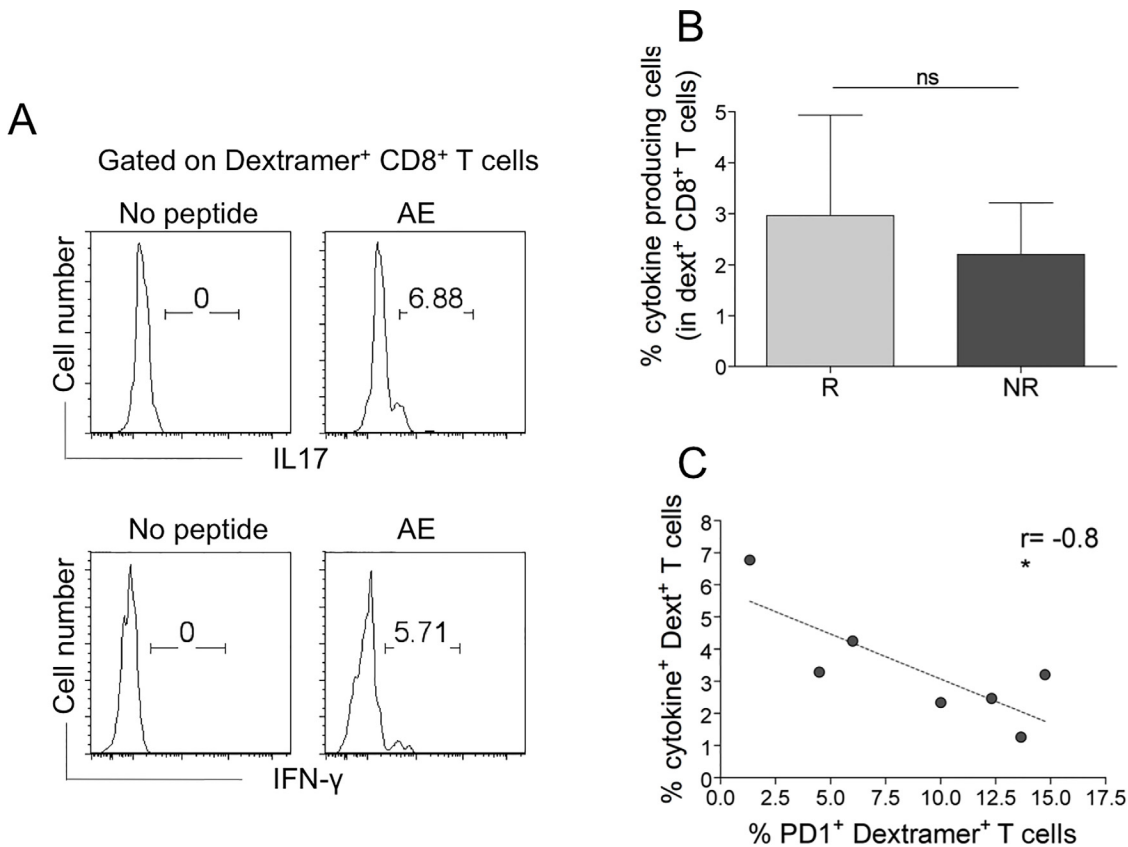 A
Gated on Dextramer⁺ CD8⁺ T cells
No peptide
AE
Cell number
0
6.88
IL17
No peptide
AE
Cell number
0
5.71
IFN-γ
B
% cytokine producing cells
(in dext⁺ CD8⁺ T cells)
ns
5
4
3
2
1
0
R
NR
C
% cytokine⁺ Dext⁺ T cells
8
7
6
5
4
3
2
1
0
r= -0.8
*
0.0 2.5 5.0 7.5 10.0 12.5 15.0 17.5
% PD1⁺ Dextramer⁺ T cells